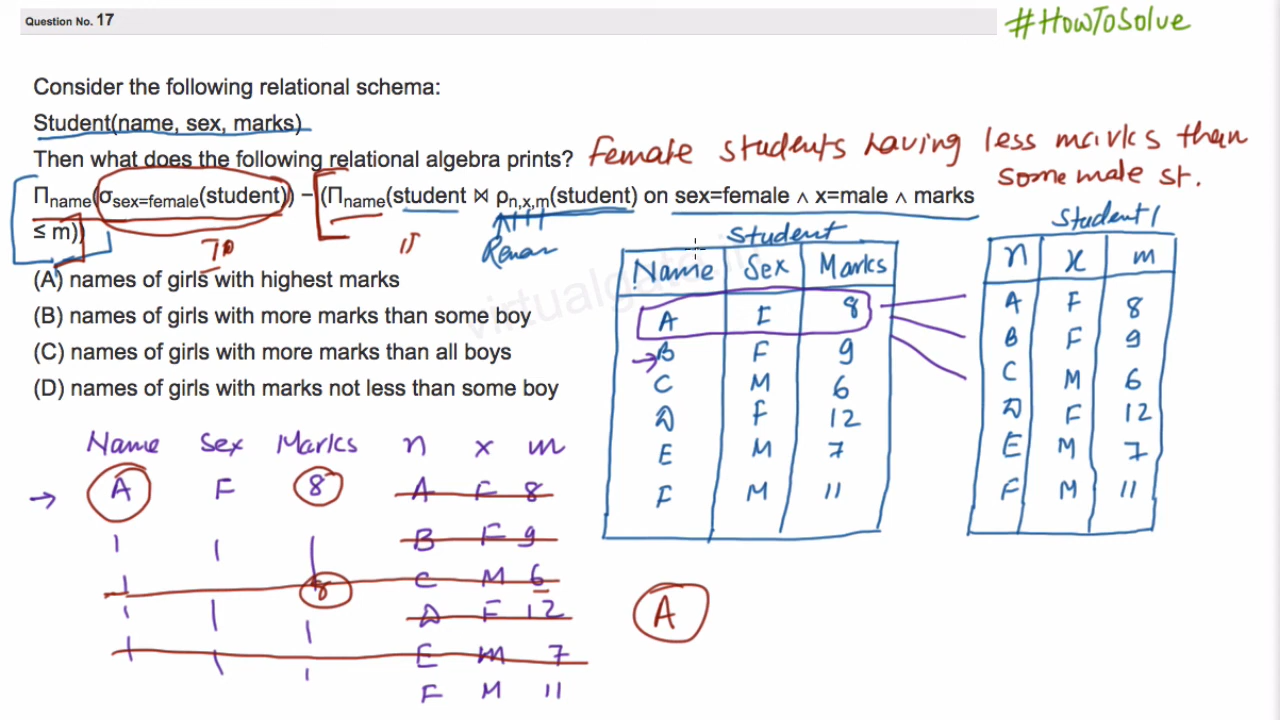 Question No. 17
#HowToSolve
Consider the following relational schema:
Student(name, sex, marks)
Then what does the following relational algebra prints?
Female students having less marks than
some male st.
Πname(σsex=female(student)) − (Πname(student ⋈ ρn,x,m(student) on sex=female ∧ x=male ∧ marks
≤ m))
Renam
(A) names of girls with highest marks
(B) names of girls with more marks than some boy
(C) names of girls with more marks than all boys
(D) names of girls with marks not less than some boy
virtualgate.in
Student
Name Sex Marks
A F 8
B F 9
C M 6
D F 12
E M 7
F M 11
Student1
n x m
A F 8
B F 9
C M 6
D F 12
E M 7
F M 11
Name Sex Marks n x m
→ A F 8 A F 8
B F 9
8 C M 6
D F 12
E M 7
F M 11
A